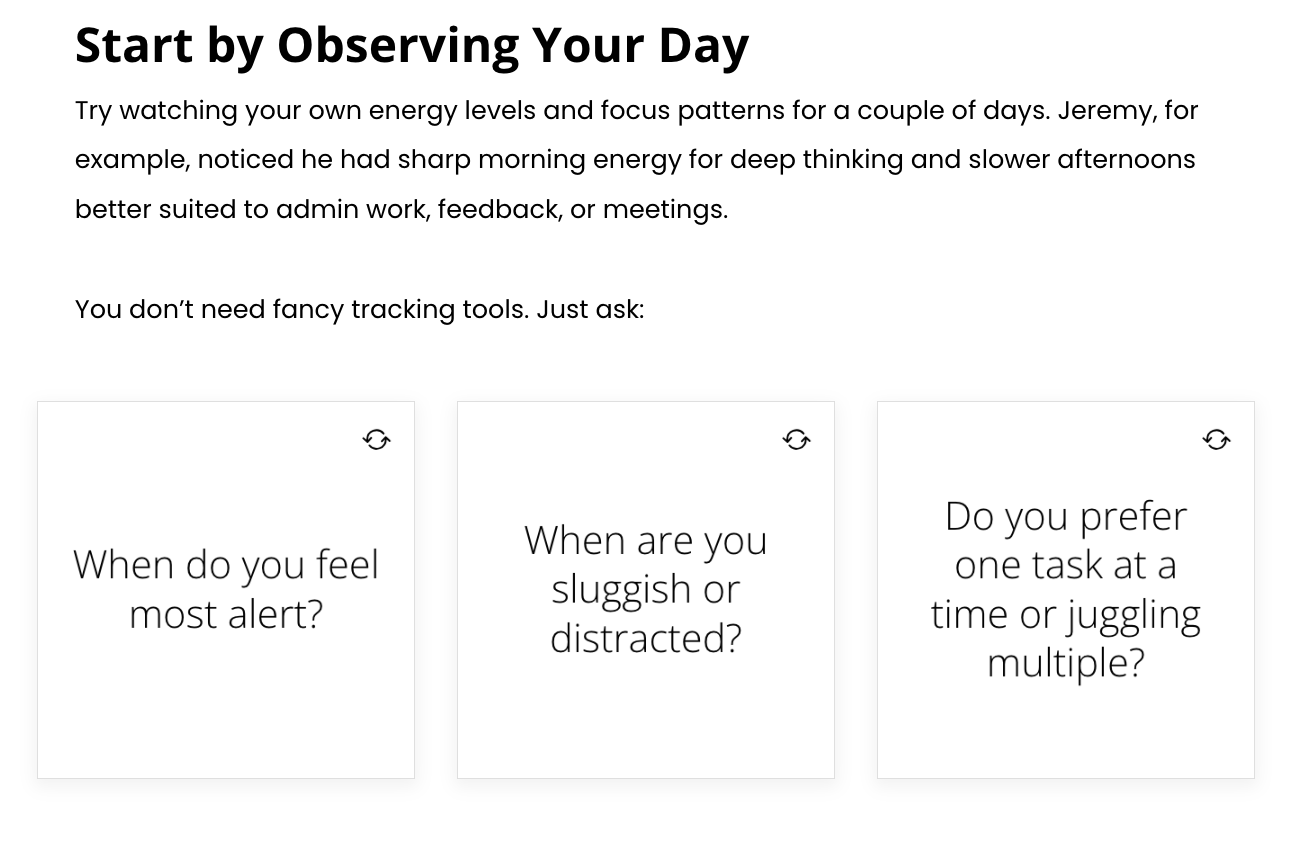 Start by Observing Your Day
Try watching your own energy levels and focus patterns for a couple of days. Jeremy, for
example, noticed he had sharp morning energy for deep thinking and slower afternoons
better suited to admin work, feedback, or meetings.
You don’t need fancy tracking tools. Just ask:
When do you feel
most alert?
When are you
sluggish or
distracted?
Do you prefer
one task at a
time or juggling
multiple?